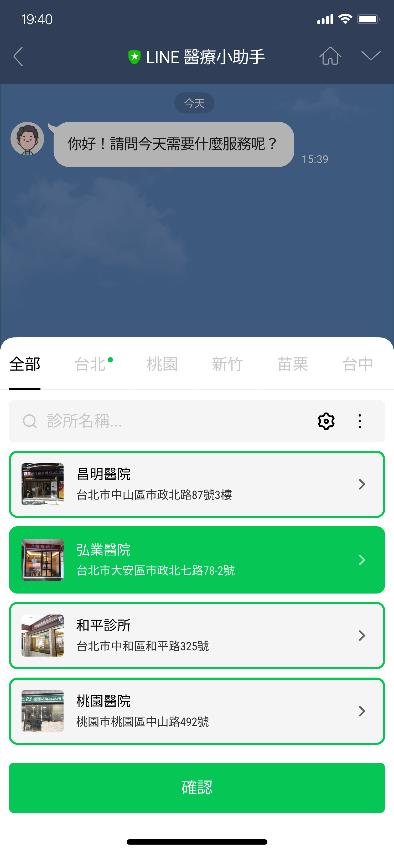 19:40
LINE 醫療小助手
今天
你好！請問今天需要什麼服務呢？
15:39
全部 台北 桃園 新竹 苗栗 台中
診所名稱...
昌明醫院
台北市中山區市政北路87號3樓
弘業醫院
台北市大安區市政北七路78-2號
和平診所
台北市中和區和平路325號
桃園醫院
桃園市桃園區中山路492號
確認